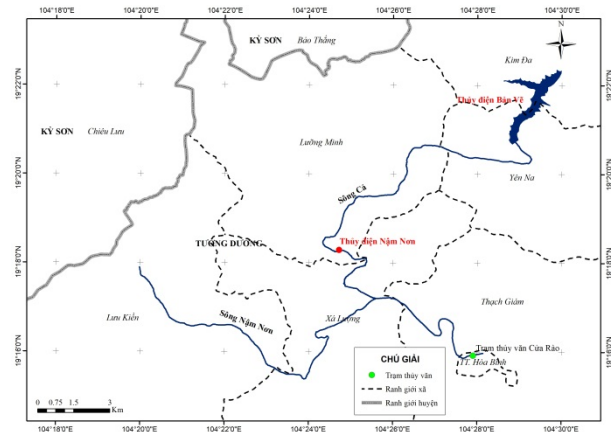 104°18'0"E 104°20'0"E 104°22'0"E 104°24'0"E 104°26'0"E 104°28'0"E 104°30'0"E
KỲ SƠN Bảo Thắng
Kim Đa
19°22'0"N 19°22'0"N
Thủy điện Bản Vẽ
KỲ SƠN Chiêu Lưu
Lưỡng Minh
19°20'0"N 19°20'0"N
Yên Na
Sông Cả
TƯƠNG DƯƠNG
Thủy điện Nậm Nơn
19°18'0"N 19°18'0"N
Lưu Kiền
Sông Nậm Nơn
Xá Lượng
Thạch Giám
19°16'0"N 19°16'0"N
Trạm thủy văn Cửa Rào
TT. Hòa Bình
CHÚ GIẢI
Trạm thủy văn
Ranh giới xã
Ranh giới huyện
0 0.75 1.5 3
Km
104°18'0"E 104°20'0"E 104°22'0"E 104°24'0"E 104°26'0"E 104°28'0"E 104°30'0"E